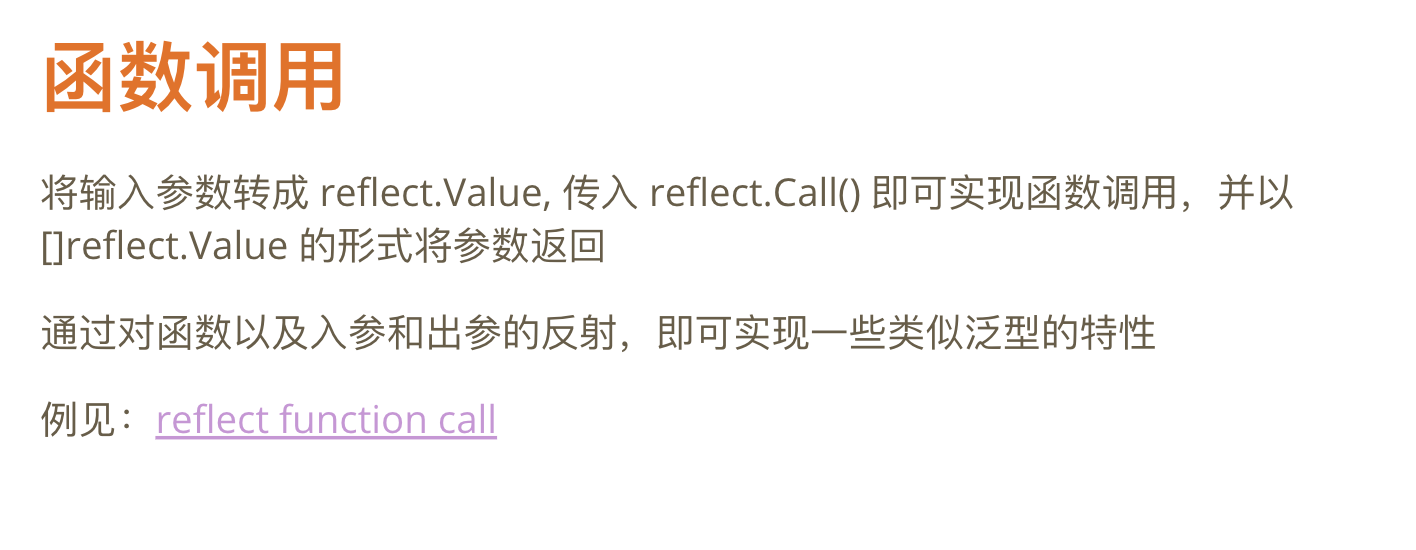 函数调用
将输入参数转成 reflect.Value, 传入 reflect.Call() 即可实现函数调用，并以
[]reflect.Value 的形式将参数返回
通过对函数以及入参和出参的反射，即可实现一些类似泛型的特性
例见：reflect function call